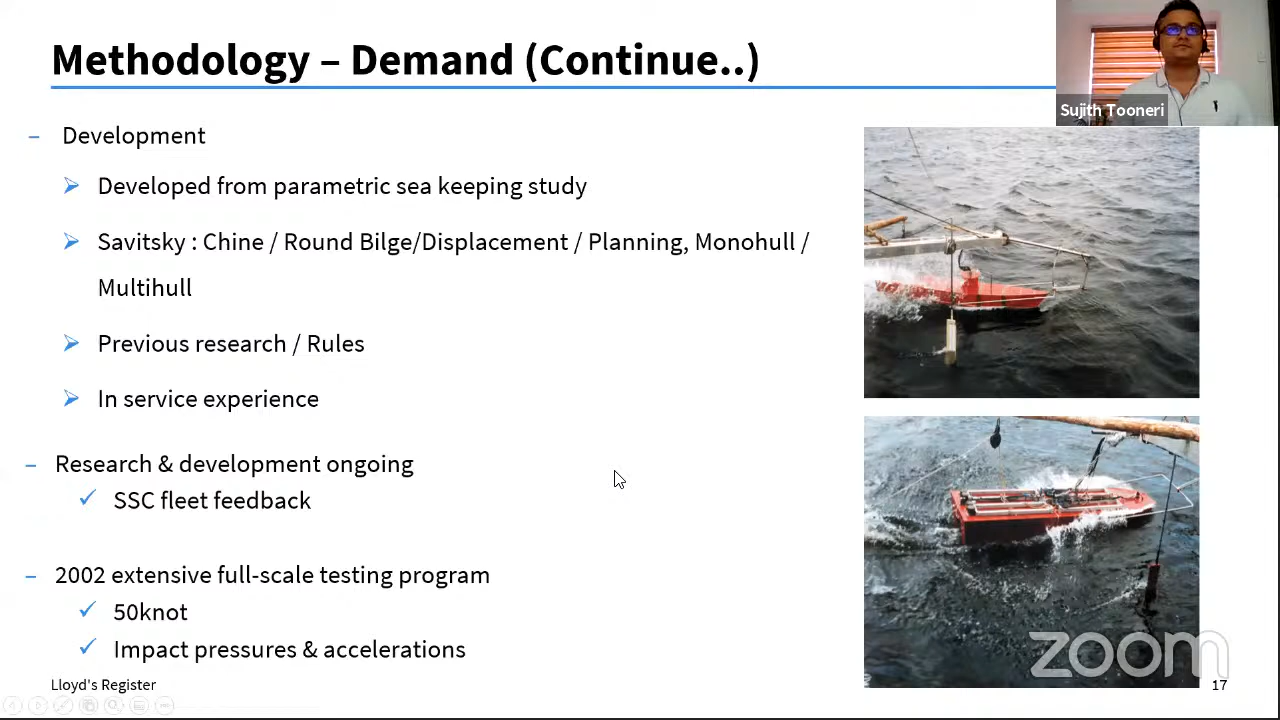 Methodology – Demand (Continue..)
Sujith Tooneri
– Development
➢ Developed from parametric sea keeping study
➢ Savitsky : Chine / Round Bilge/Displacement / Planning, Monohull /
Multihull
➢ Previous research / Rules
➢ In service experience
– Research & development ongoing
✓ SSC fleet feedback
– 2002 extensive full-scale testing program
✓ 50knot
✓ Impact pressures & accelerations
zoom
Lloyd's Register
17